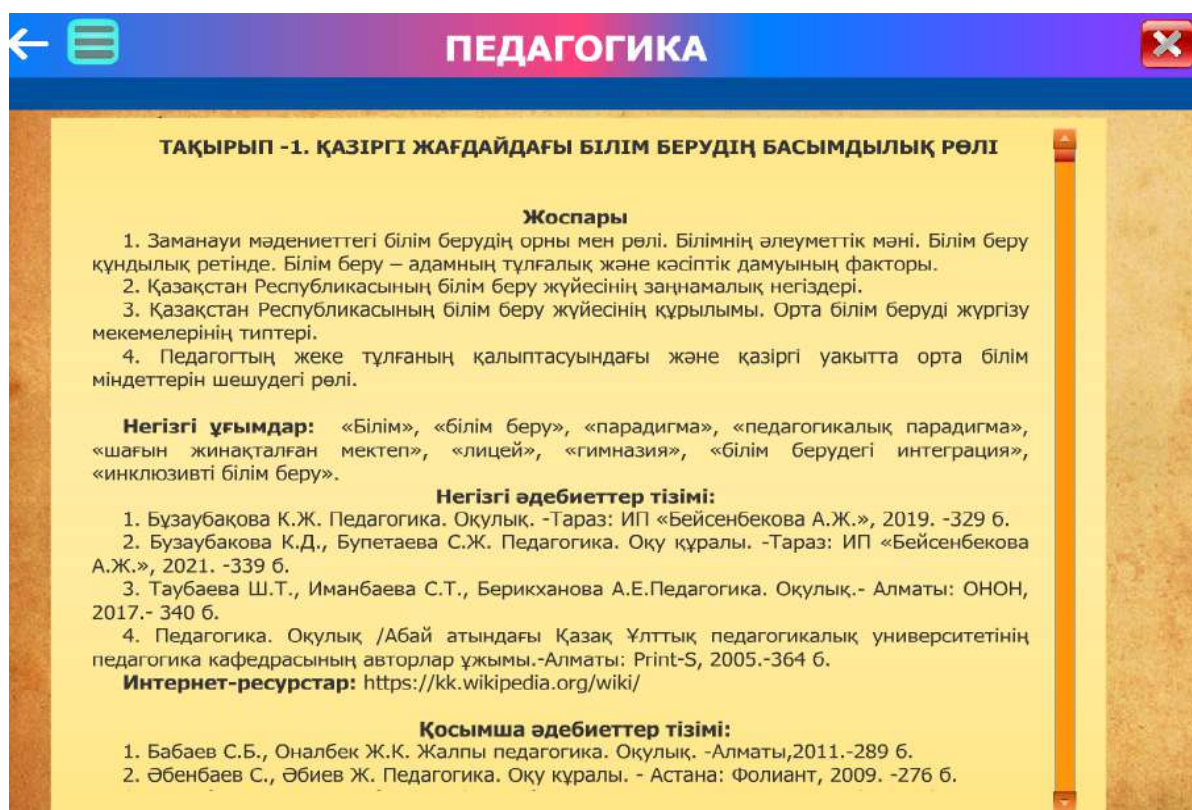 ПЕДАГОГИКА
ТАҚЫРЫП -1. ҚАЗІРГІ ЖАҒДАЙДАҒЫ БІЛІМ БЕРУДІҢ БАСЫМДЫЛЫҚ РӨЛІ
Жоспары
1. Заманауи мәдениеттегі білім берудің орны мен рөлі. Білімнің әлеуметтік мәні. Білім беру
құндылық ретінде. Білім беру – адамның тұлғалық және кәсіптік дамуының факторы.
2. Қазақстан Республикасының білім беру жүйесінің заңнамалық негіздері.
3. Қазақстан Республикасының білім беру жүйесінің құрылымы. Орта білім беруді жүргізу
мекемелерінің типтері.
4. Педагогтың жеке тұлғаның қалыптасуындағы және қазіргі уакытта орта білім
міндеттерін шешудегі рөлі.
Негізгі ұғымдар: «Білім», «білім беру», «парадигма», «педагогикалық парадигма»,
«шағын жинақталған мектеп», «лицей», «гимназия», «білім берудегі интеграция»,
«инклюзивті білім беру».
Негізгі әдебиеттер тізімі:
1. Бұзаубақова К.Ж. Педагогика. Оқулық. -Тараз: ИП «Бейсенбекова А.Ж.», 2019. -329 б.
2. Бузаубакова К.Д., Бупетаева С.Ж. Педагогика. Оқу құралы. -Тараз: ИП «Бейсенбекова
А.Ж.», 2021. -339 б.
3. Таубаева Ш.Т., Иманбаева С.Т., Берикханова А.Е.Педагогика. Оқулық.- Алматы: ОНОН,
2017.- 340 б.
4. Педагогика. Оқулық /Абай атындағы Қазақ Ұлттық педагогикалық университетінің
педагогика кафедрасының авторлар ұжымы.-Алматы: Print-S, 2005.-364 б.
Интернет-ресурстар: https://kk.wikipedia.org/wiki/
Қосымша әдебиеттер тізімі:
1. Бабаев С.Б., Оналбек Ж.К. Жалпы педагогика. Оқулық. -Алматы,2011.-289 б.
2. Әбенбаев С., Әбиев Ж. Педагогика. Оқу құралы. - Астана: Фолиант, 2009. -276 б.